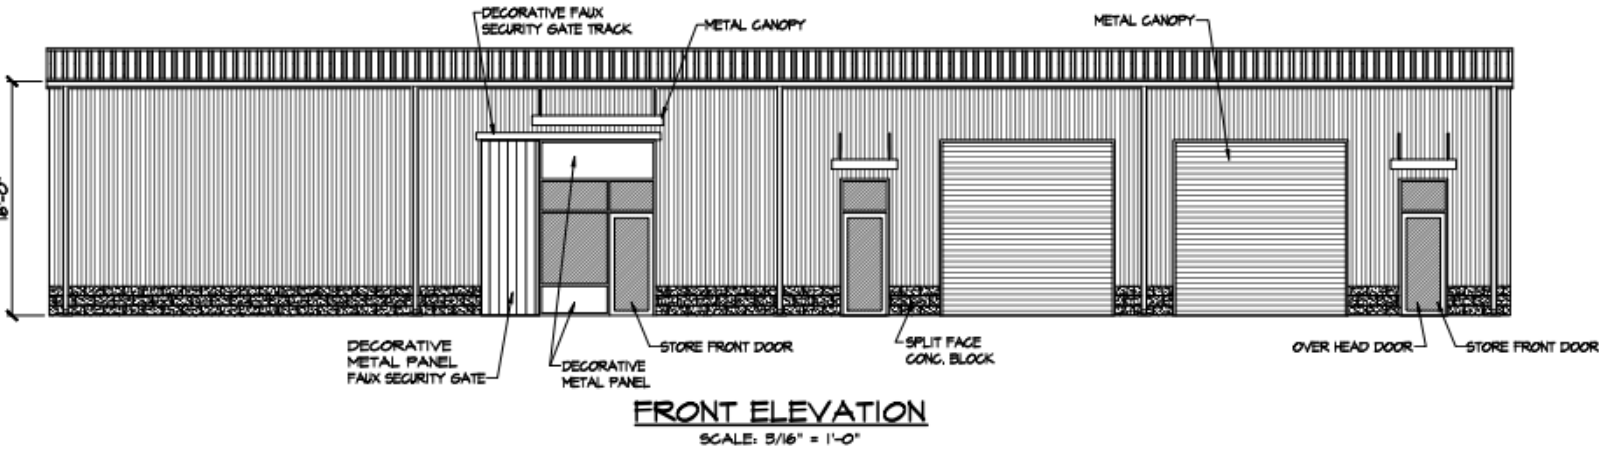 DECORATIVE FAUX
SECURITY GATE TRACK
METAL CANOPY
METAL CANOPY
DECORATIVE
METAL PANEL
FAUX SECURITY GATE
DECORATIVE
METAL PANEL
STORE FRONT DOOR
SPLIT FACE
CONC. BLOCK
OVER HEAD DOOR
STORE FRONT DOOR
FRONT ELEVATION
SCALE: 3/16" = 1'-0"